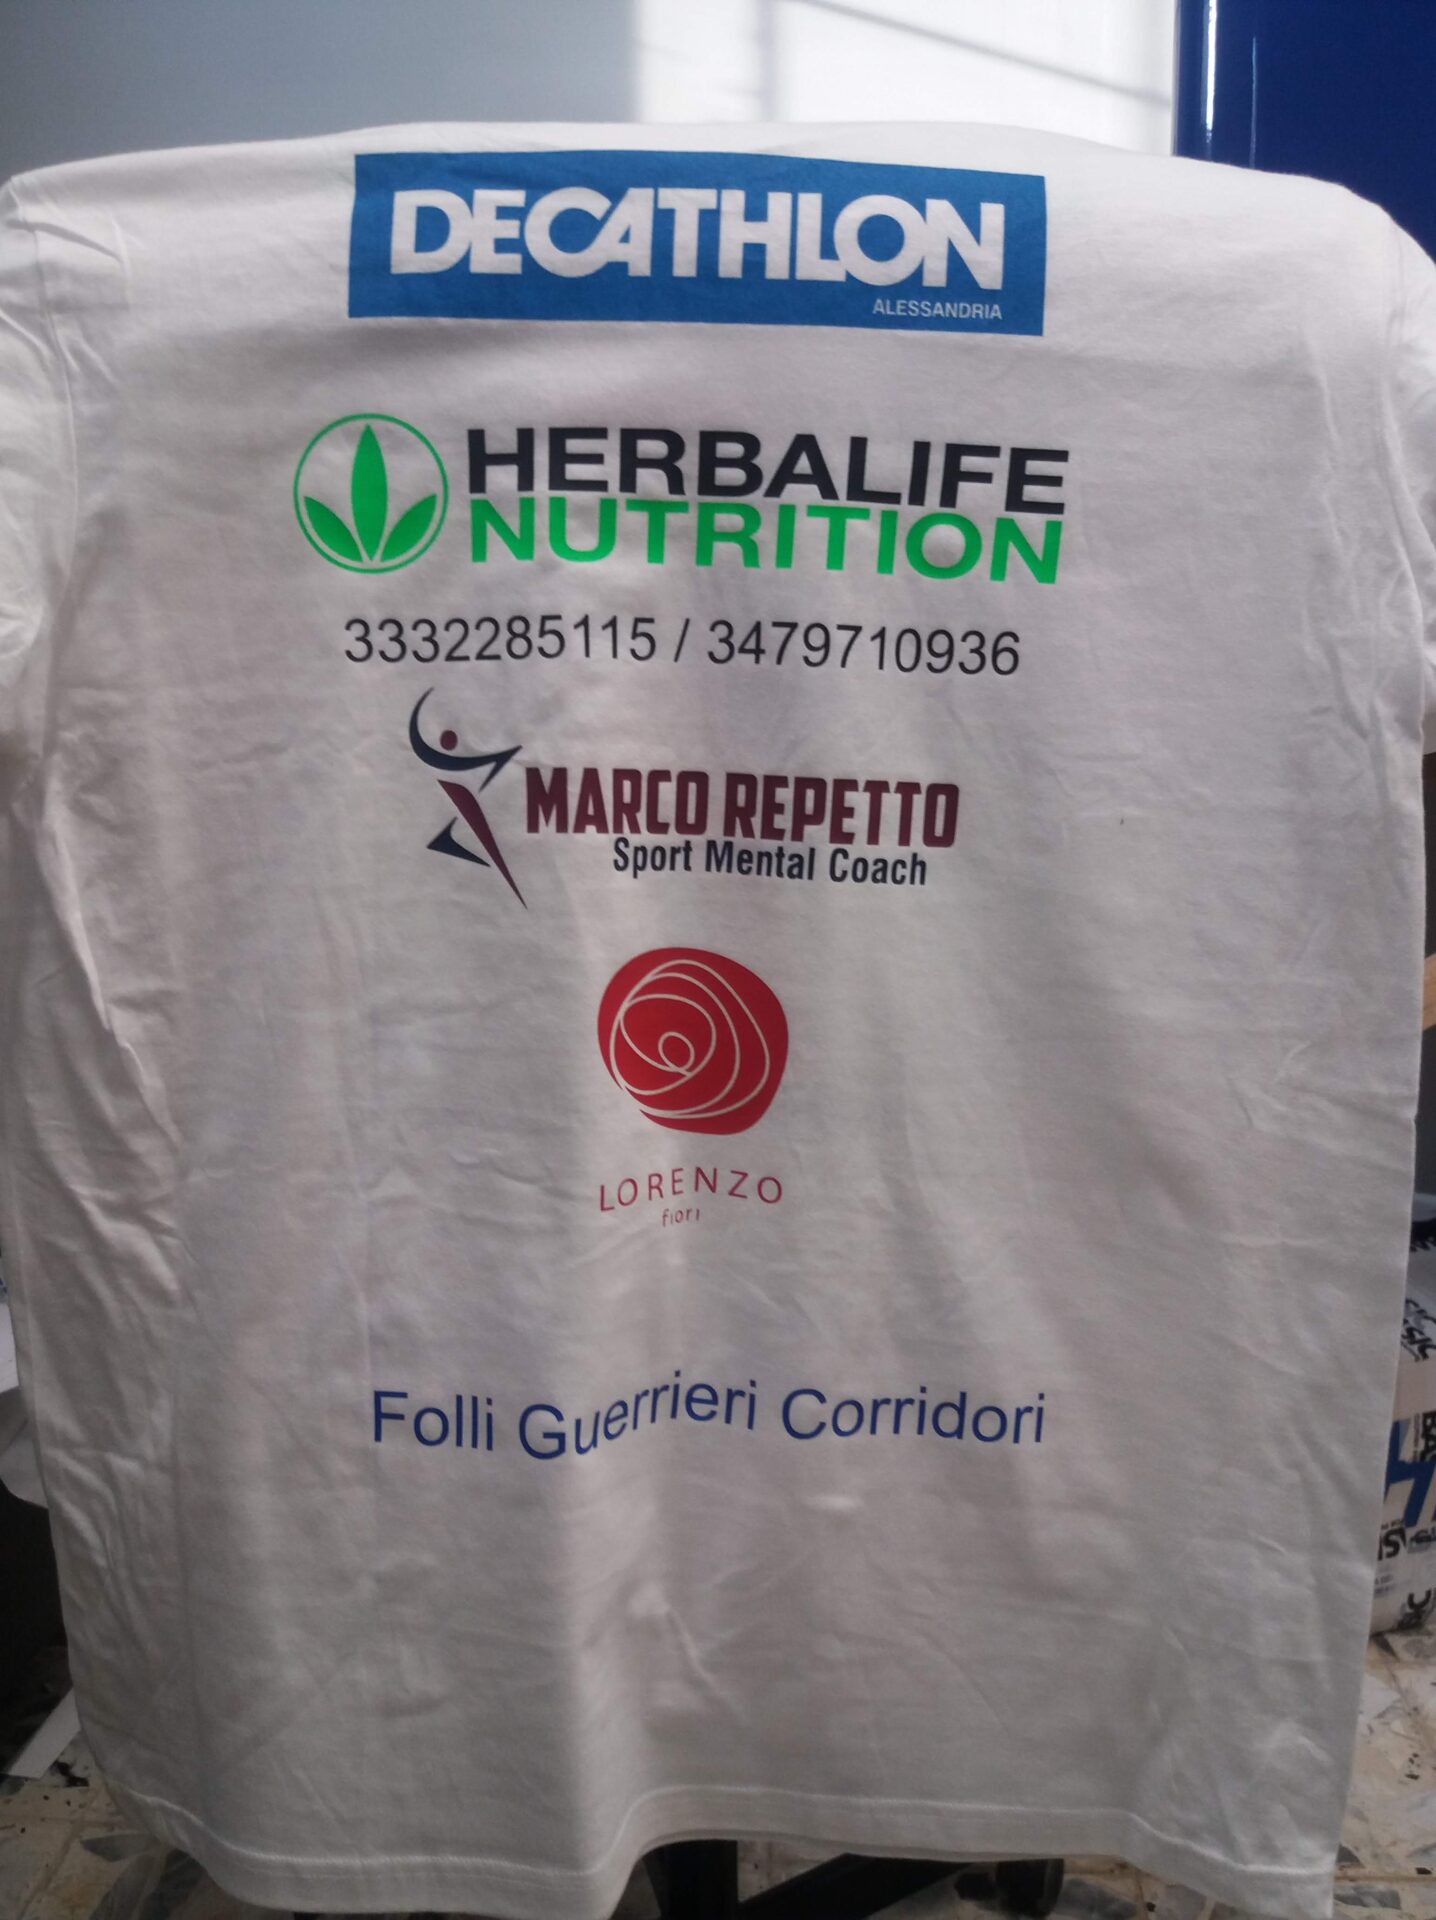 DECATHLON
ALESSANDRIA
HERBALIFE
NUTRITION
3332285115 / 3479710936
MARCO REPETTO
Sport Mental Coach
LORENZO
fiori
Folli Guerrieri Corridori